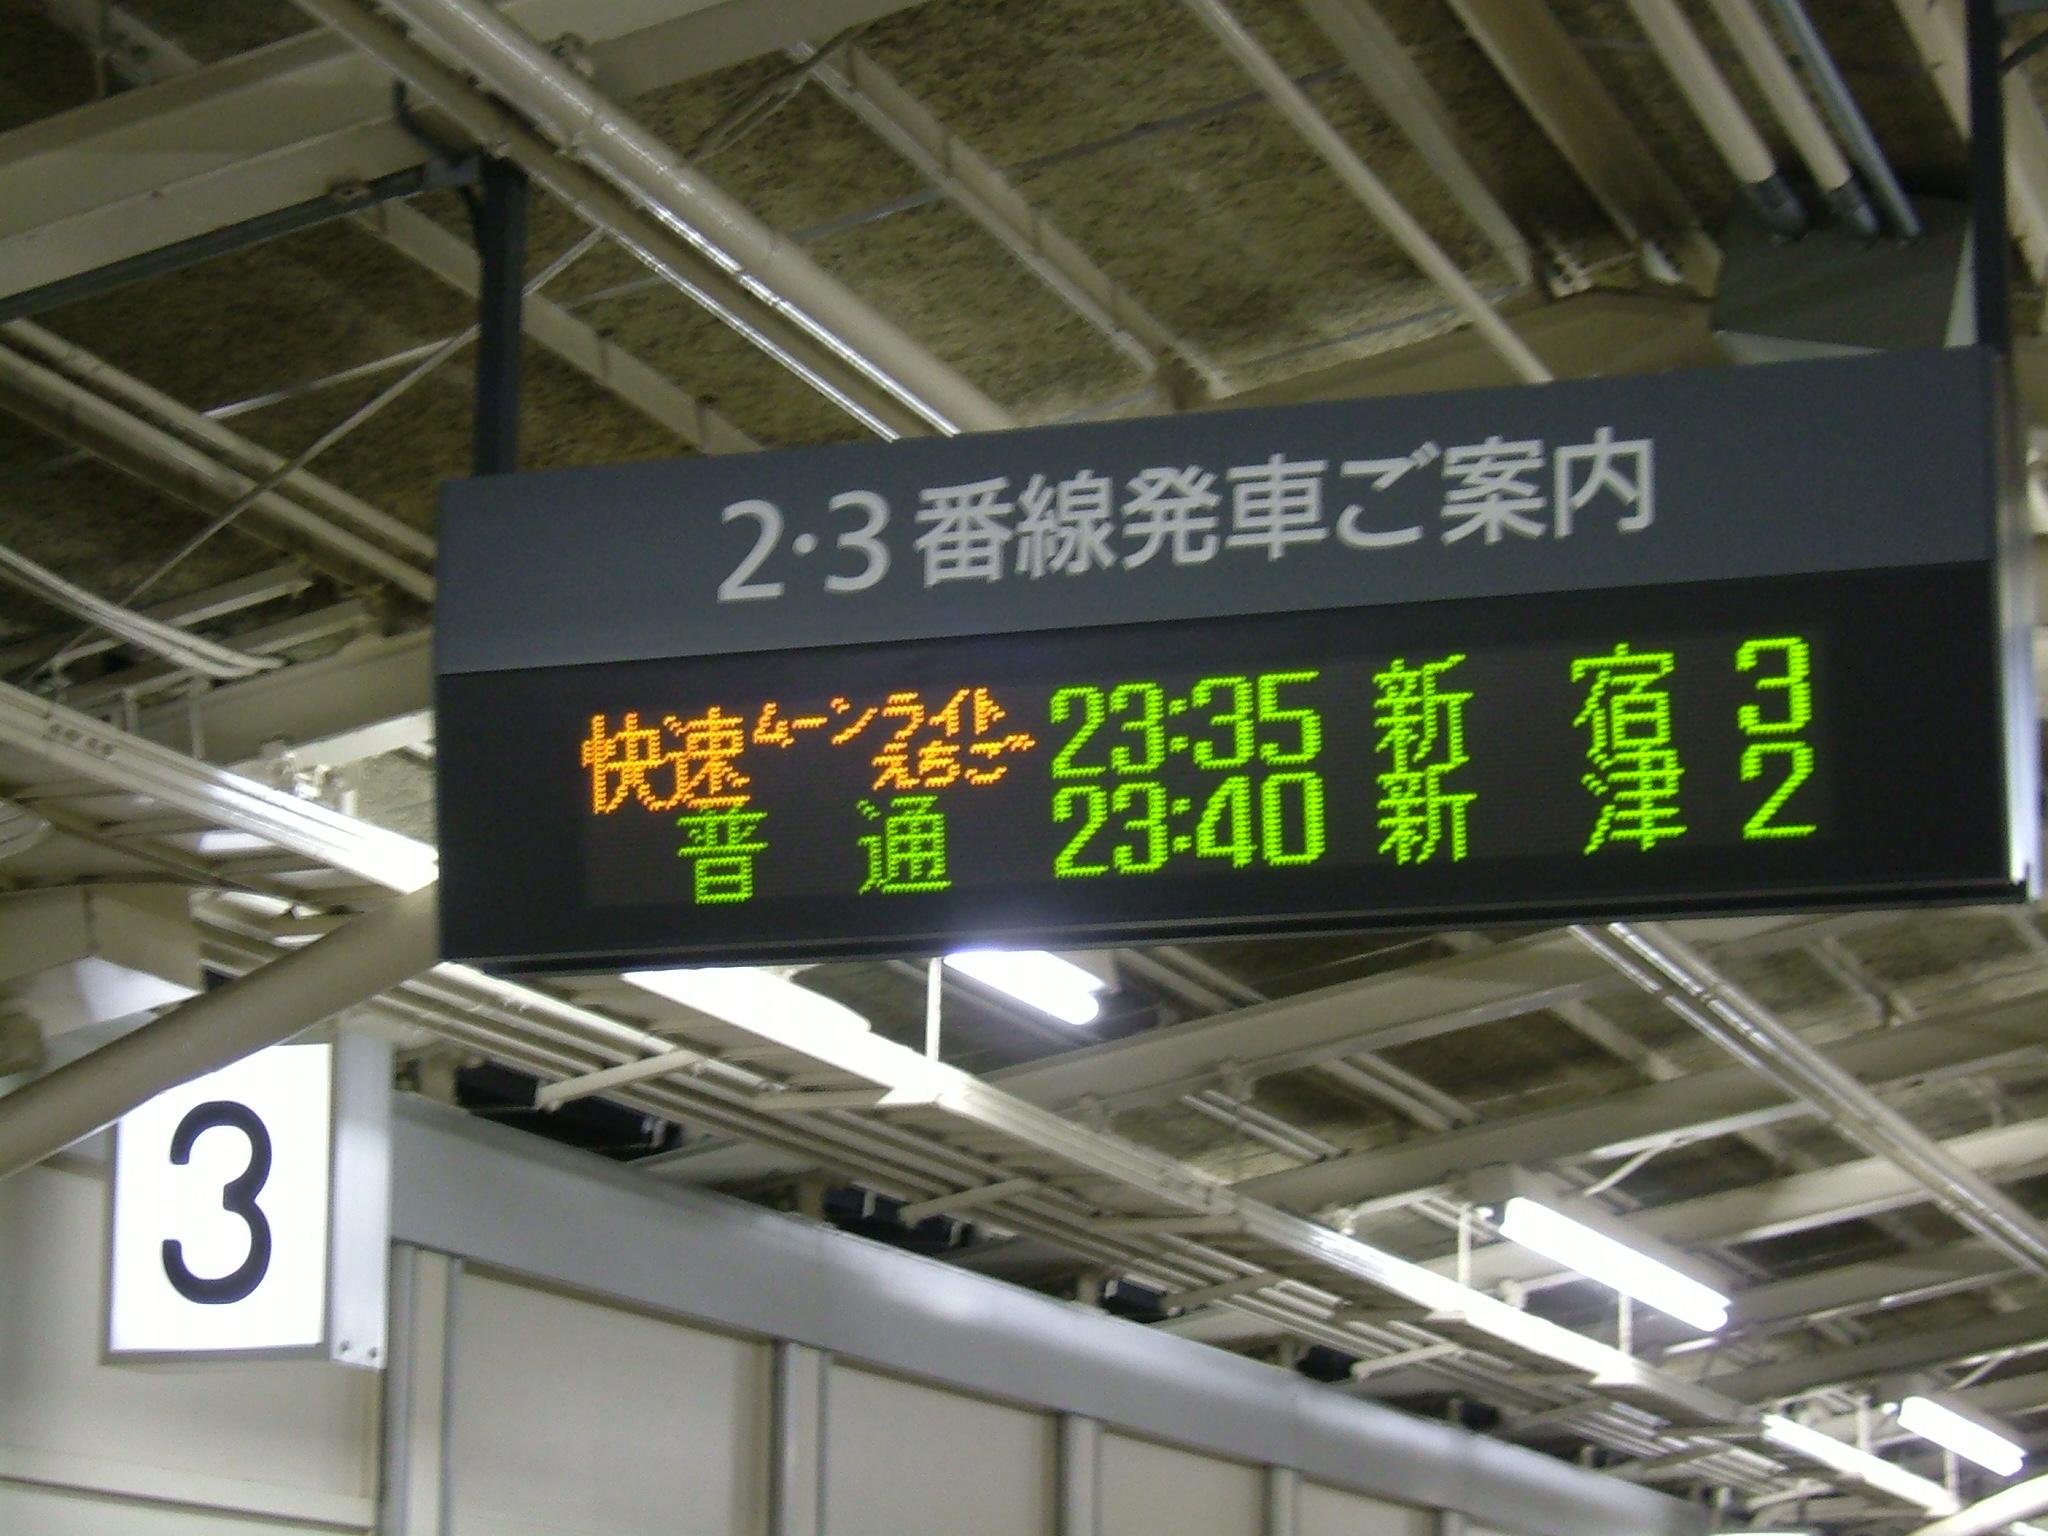 2・3番線発車ご案内
快速 ムーンライトえちご 23:35 新宿 3
普通 23:40 新津 2
3